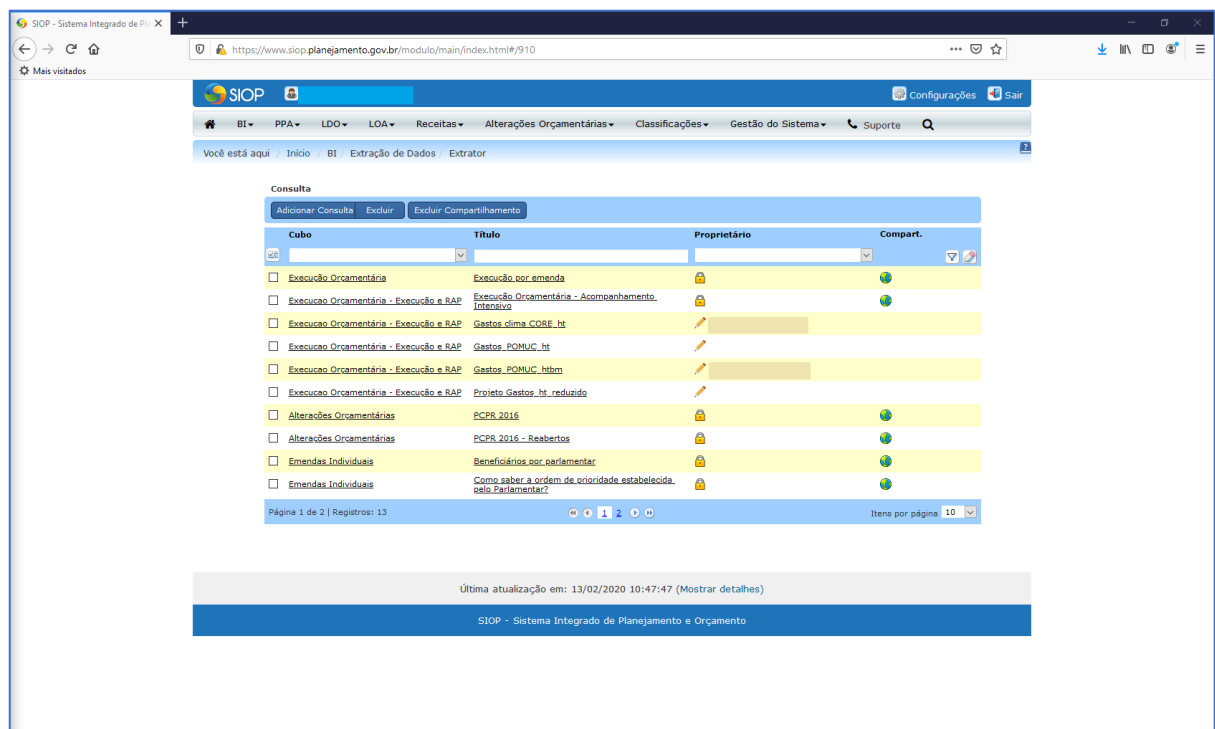 SIOP - Sistema Integrado de Pl
https://www.siop.planejamento.gov.br/modulo/main/index.html#/910
Mais visitados
SIOP Configurações Sair
BI PPA LDO LOA Receitas Alterações Orçamentárias Classificações Gestão do Sistema Suporte
Você está aqui / Início / BI / Extração de Dados / Extrator
Consulta
Adicionar Consulta Excluir Excluir Compartilhamento
Cubo Título Proprietário Compart.
Execução Orçamentária Execução por emenda
Execucao Orçamentária - Execução e RAP Execução Orçamentária - Acompanhamento
Intensivo
Execucao Orçamentária - Execução e RAP Gastos clima CORE_ht
Execucao Orçamentária - Execução e RAP Gastos_POMUC_ht
Execucao Orçamentária - Execução e RAP Gastos_POMUC_htbm
Execucao Orçamentária - Execução e RAP Projeto Gastos_ht_reduzido
Alterações Orçamentárias PCPR 2016
Alterações Orçamentárias PCPR 2016 - Reabertos
Emendas Individuais Beneficiários por parlamentar
Emendas Individuais Como saber a ordem de prioridade estabelecida
pelo Parlamentar?
Página 1 de 2 | Registros: 13 1 2 Itens por página 10
Última atualização em: 13/02/2020 10:47:47 (Mostrar detalhes)
SIOP - Sistema Integrado de Planejamento e Orçamento